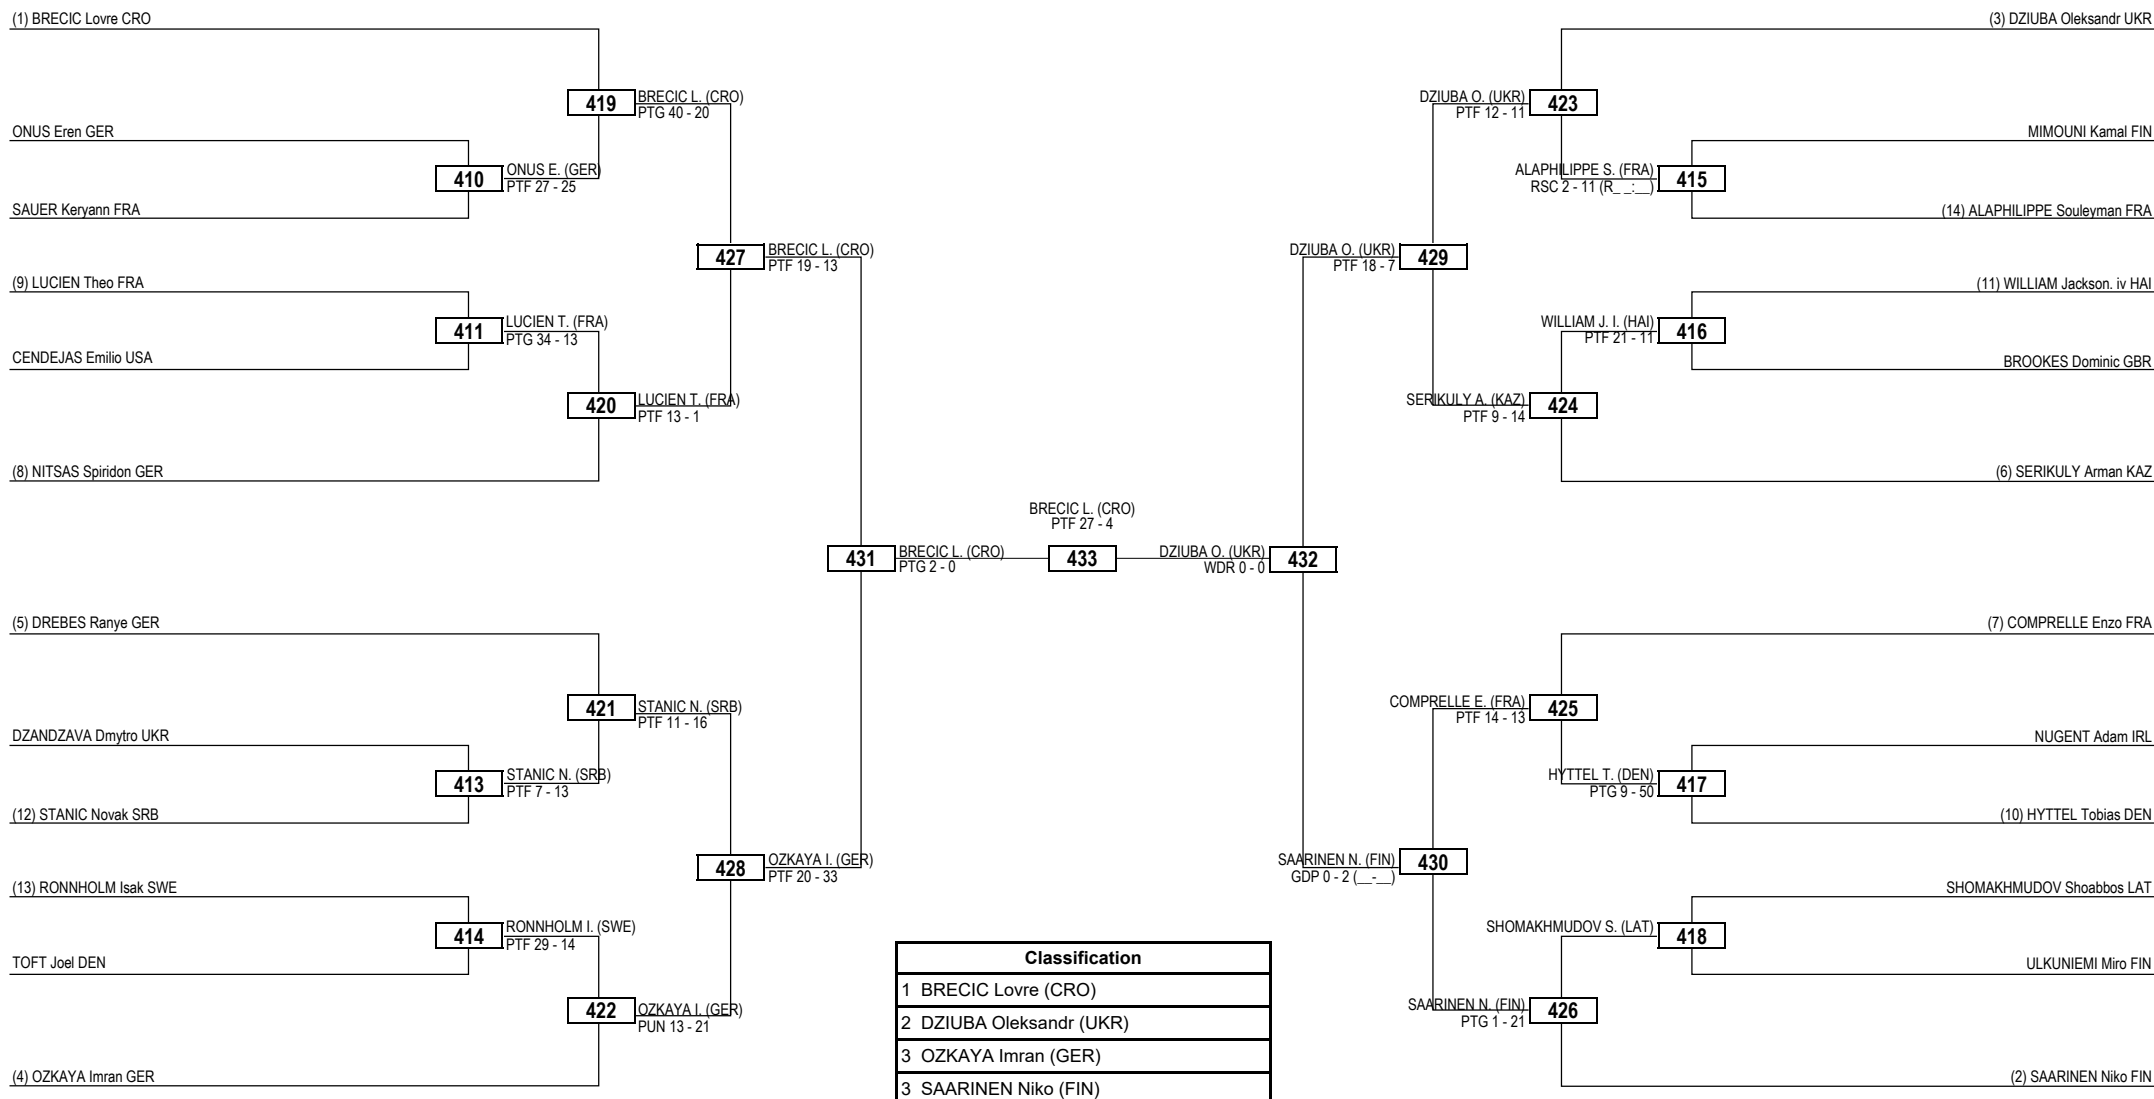 (1) BRECIC Lovre CRO
419
BRECIC L. (CRO)
PTG 40 - 20
ONUS Eren GER
410
ONUS E. (GER)
PTF 27 - 25
SAUER Keryann FRA
427
BRECIC L. (CRO)
PTF 19 - 13
(9) LUCIEN Theo FRA
411
LUCIEN T. (FRA)
PTG 34 - 13
CENDEJAS Emilio USA
420
LUCIEN T. (FRA)
PTF 13 - 1
(8) NITSAS Spiridon GER
431
BRECIC L. (CRO)
PTG 2 - 0
(5) DREBES Ranye GER
421
STANIC N. (SRB)
PTF 11 - 16
DZANDZAVA Dmytro UKR
413
STANIC N. (SRB)
PTF 7 - 13
(12) STANIC Novak SRB
428
OZKAYA I. (GER)
PTF 20 - 33
(13) RONNHOLM Isak SWE
414
RONNHOLM I. (SWE)
PTF 29 - 14
TOFT Joel DEN
422
OZKAYA I. (GER)
PUN 13 - 21
(4) OZKAYA Imran GER
BRECIC L. (CRO)
PTF 27 - 4
433
(3) DZIUBA Oleksandr UKR
DZIUBA O. (UKR)
PTF 12 - 11
423
MIMOUNI Kamal FIN
ALAPHILIPPE S. (FRA)
RSC 2 - 11 (R_ _:__)
415
(14) ALAPHILIPPE Souleyman FRA
DZIUBA O. (UKR)
PTF 18 - 7
429
(11) WILLIAM Jackson. iv HAI
WILLIAM J. I. (HAI)
PTF 21 - 11
416
BROOKES Dominic GBR
SERIKULY A. (KAZ)
PTF 9 - 14
424
(6) SERIKULY Arman KAZ
DZIUBA O. (UKR)
WDR 0 - 0
432
(7) COMPRELLE Enzo FRA
COMPRELLE E. (FRA)
PTF 14 - 13
425
NUGENT Adam IRL
HYTTEL T. (DEN)
PTG 9 - 50
417
(10) HYTTEL Tobias DEN
SAARINEN N. (FIN)
GDP 0 - 2 (__-__)
430
SHOMAKHMUDOV Shoabbos LAT
SHOMAKHMUDOV S. (LAT)
418
ULKUNIEMI Miro FIN
SAARINEN N. (FIN)
PTG 1 - 21
426
(2) SAARINEN Niko FIN
Classification
1 BRECIC Lovre (CRO)
2 DZIUBA Oleksandr (UKR)
3 OZKAYA Imran (GER)
3 SAARINEN Niko (FIN)